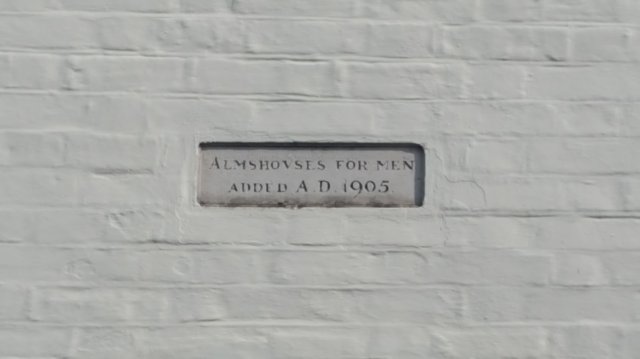 ALMSHOVSES FOR MEN
ADDED A.D. 1905.